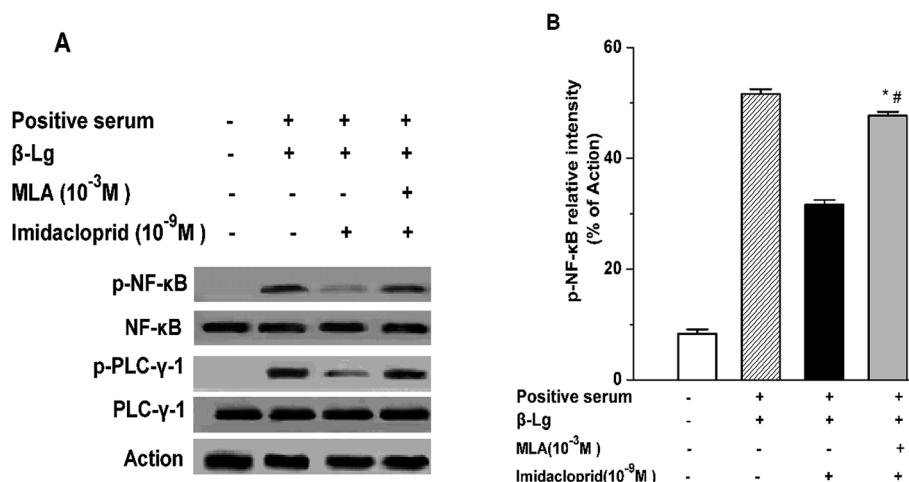 A
Positive serum - + + +
β-Lg - + + +
MLA (10⁻³M ) - - - +
Imidacloprid (10⁻⁹M ) - - + +
p-NF-κB
NF-κB
p-PLC-γ-1
PLC-γ-1
Action
B
p-NF-κB relative intensity
(% of Action)
60
40
20
0
* #
Positive serum - + + +
β-Lg - + + +
MLA(10⁻³M) - - - +
Imidacloprid(10⁻⁹M) - - + +